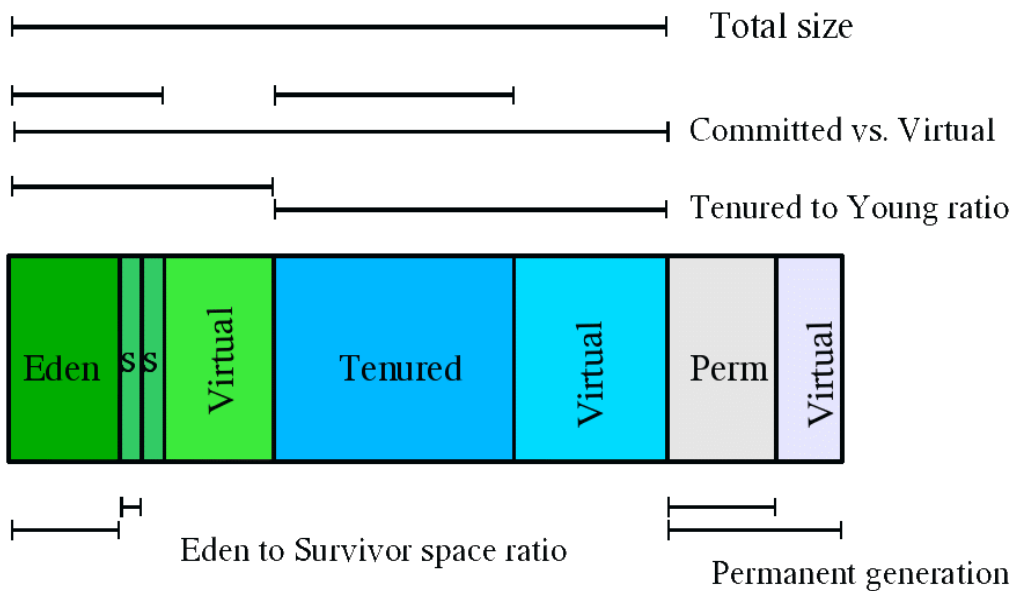 Total size
Committed vs. Virtual
Tenured to Young ratio
Eden
S
S
Virtual
Tenured
Virtual
Perm
Virtual
Eden to Survivor space ratio
Permanent generation